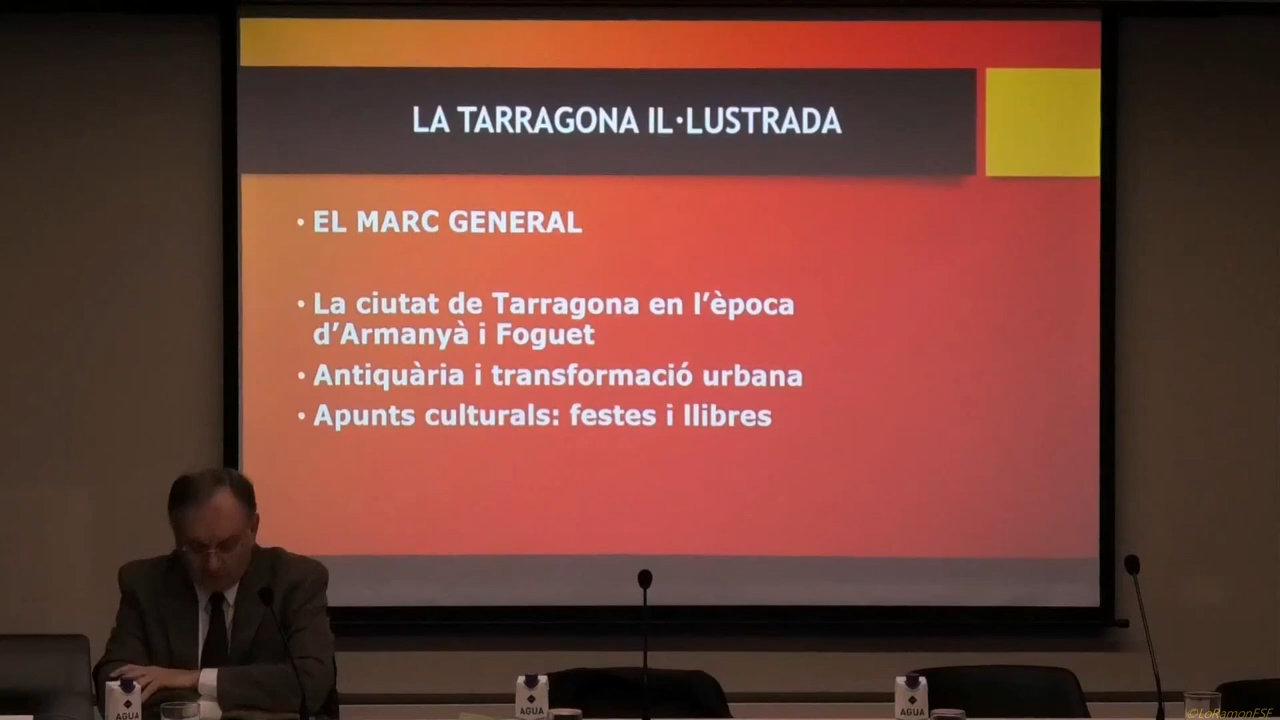 LA TARRAGONA IL·LUSTRADA
• EL MARC GENERAL
• La ciutat de Tarragona en l’època
d’Armanyà i Foguet
• Antiquària i transformació urbana
• Apunts culturals: festes i llibres
AGUA
AGUA
AGUA
©LoRamonESF